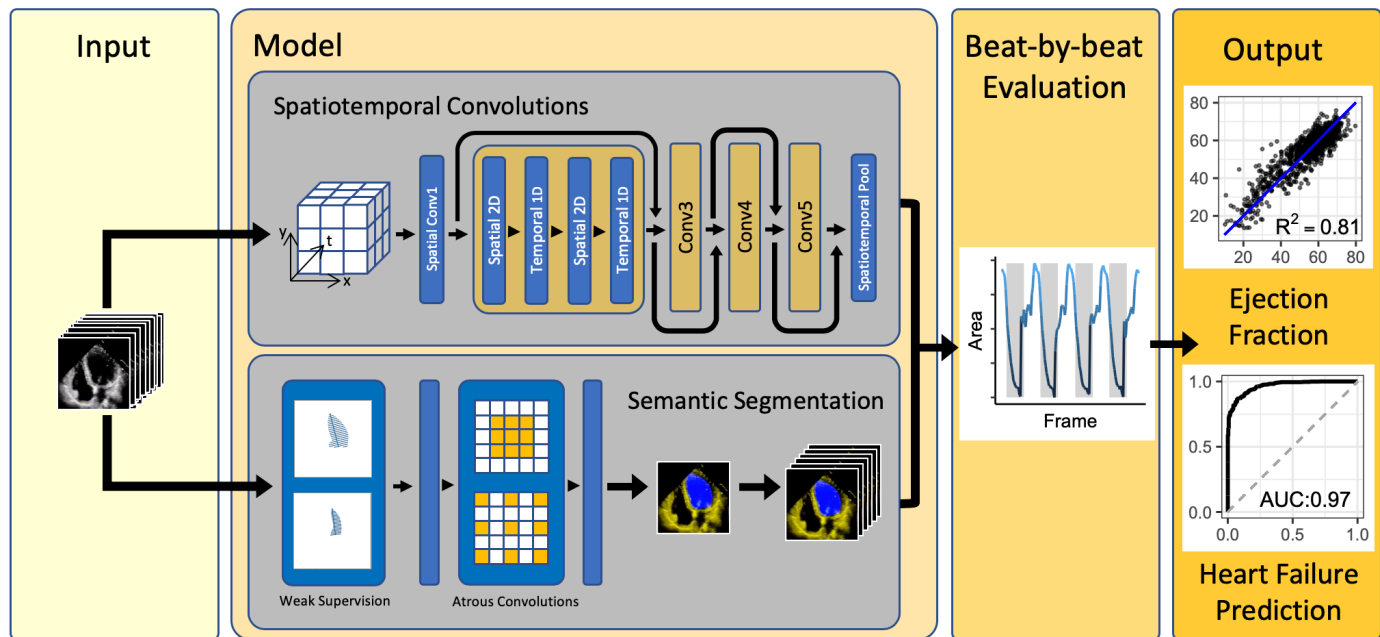 Input
Model
Spatiotemporal Convolutions
y
t
x
Spatial Conv1
Spatial 2D
Temporal 1D
Spatial 2D
Temporal 1D
Conv3
Conv4
Conv5
Spatiotemporal Pool
Semantic Segmentation
Weak Supervision
Atrous Convolutions
Beat-by-beat
Evaluation
Area
Frame
Output
80
60
40
20
R² = 0.81
20 40 60 80
Ejection
Fraction
1.0
0.5
0.0
AUC:0.97
0.0 0.5 1.0
Heart Failure
Prediction